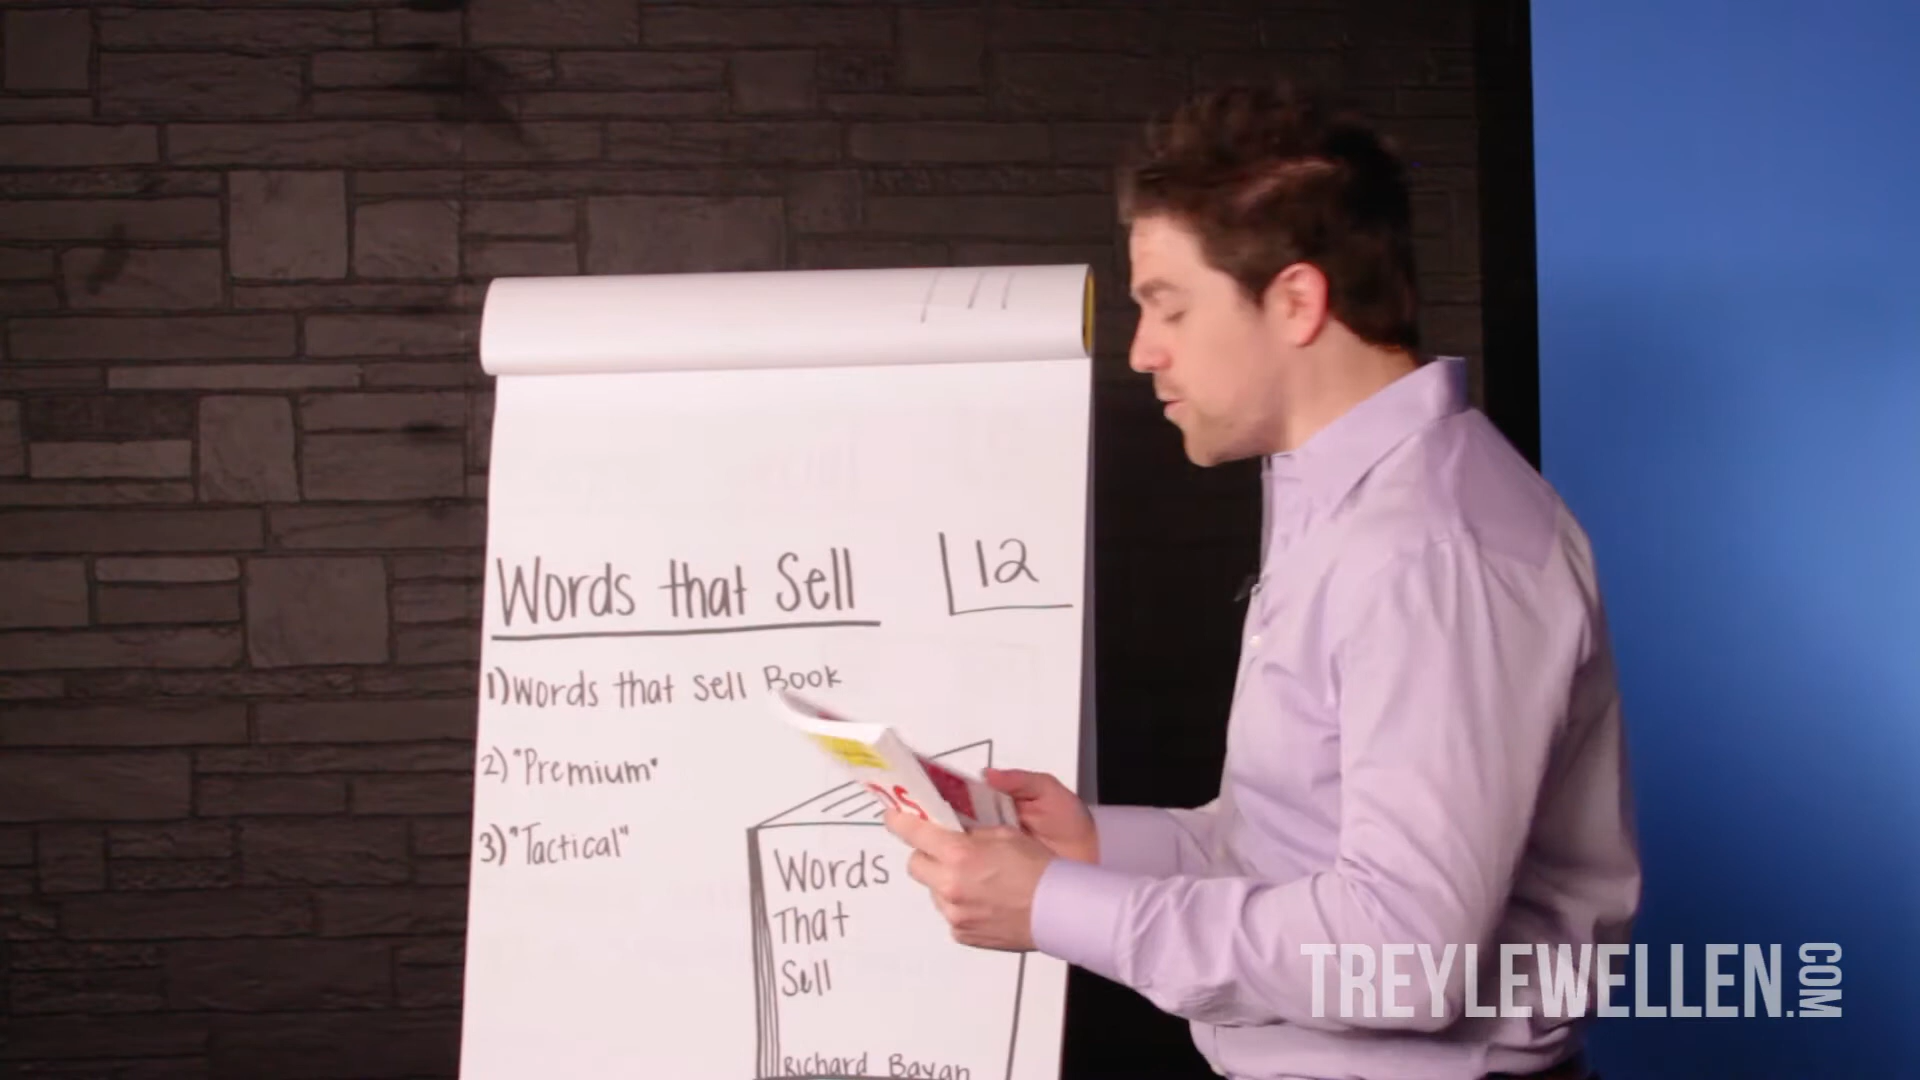 Words that Sell
12
1) Words that Sell Book
2) "Premium"
3) "Tactical"
DS
Words
That
Sell
Richard Bayan
TREYLEWELLEN.COM